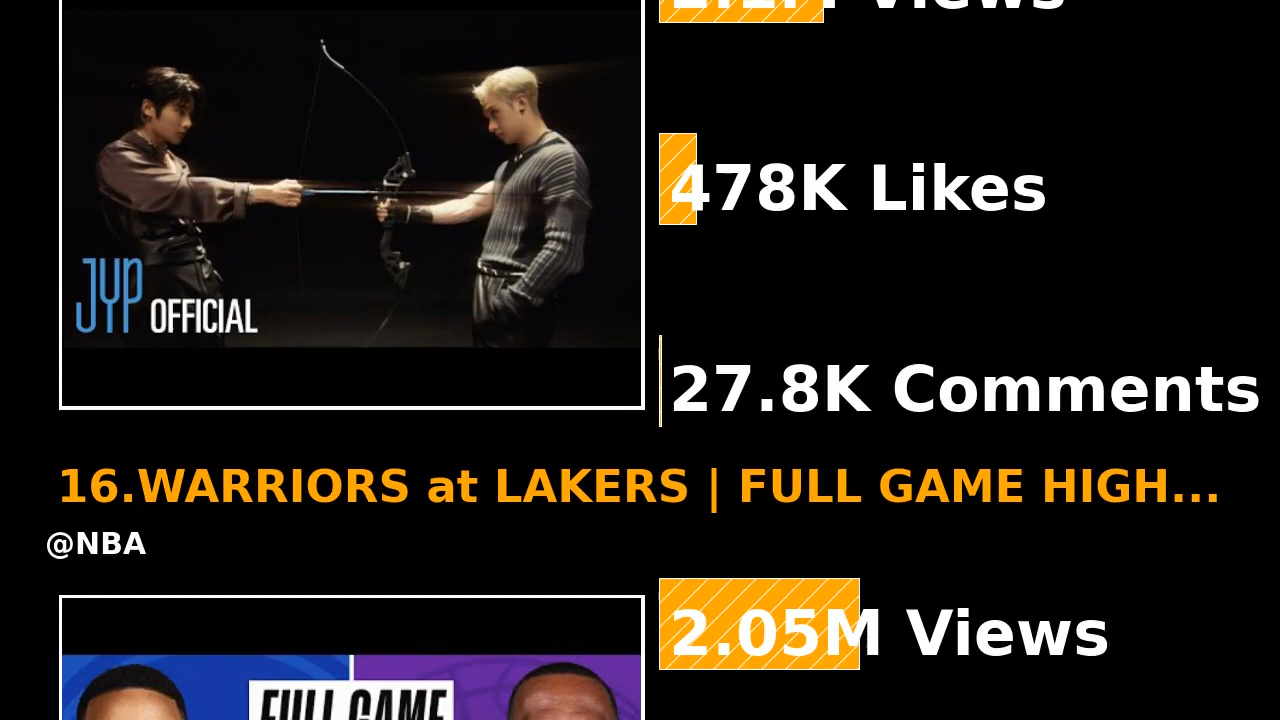 Views
478K Likes
JYP OFFICIAL
27.8K Comments
16.WARRIORS at LAKERS | FULL GAME HIGH...
@NBA
2.05M Views
FULL GAME